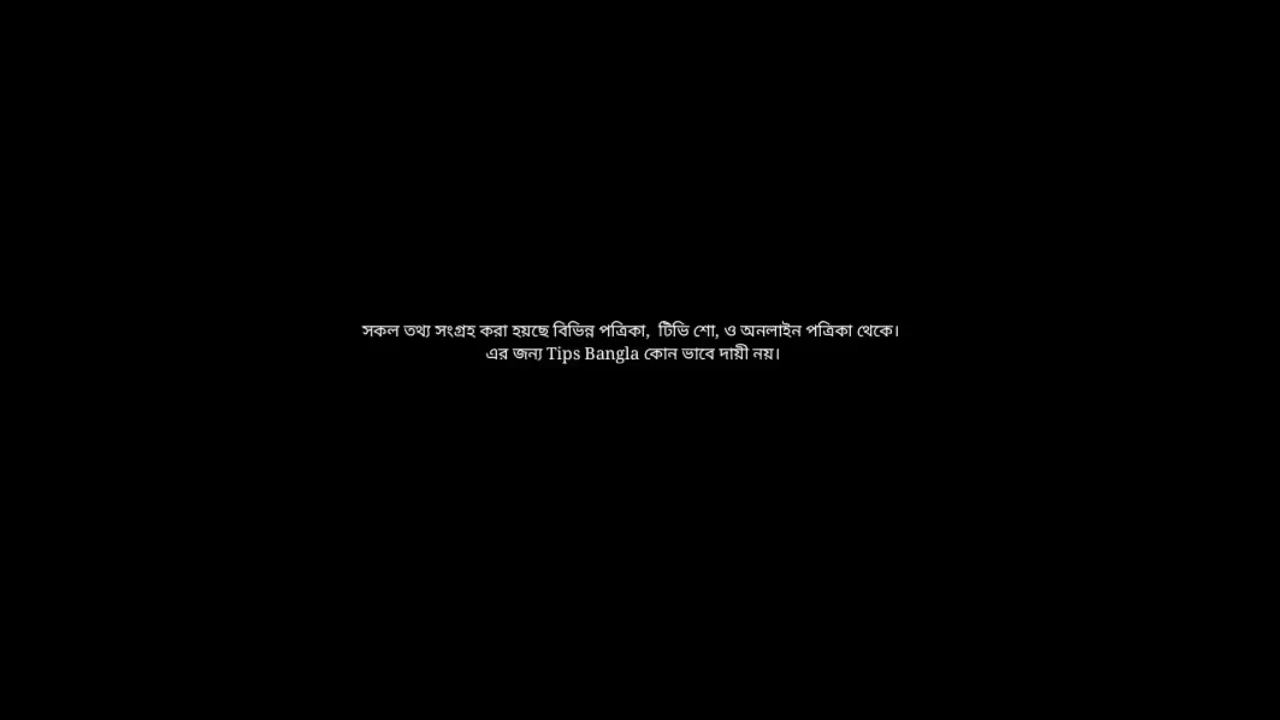 সকল তথ্য সংগ্রহ করা হয়ছে বিভিন্ন পত্রিকা, টিভি শো, ও অনলাইন পত্রিকা থেকে।
এর জন্য Tips Bangla কোন ভাবে দায়ী নয়।